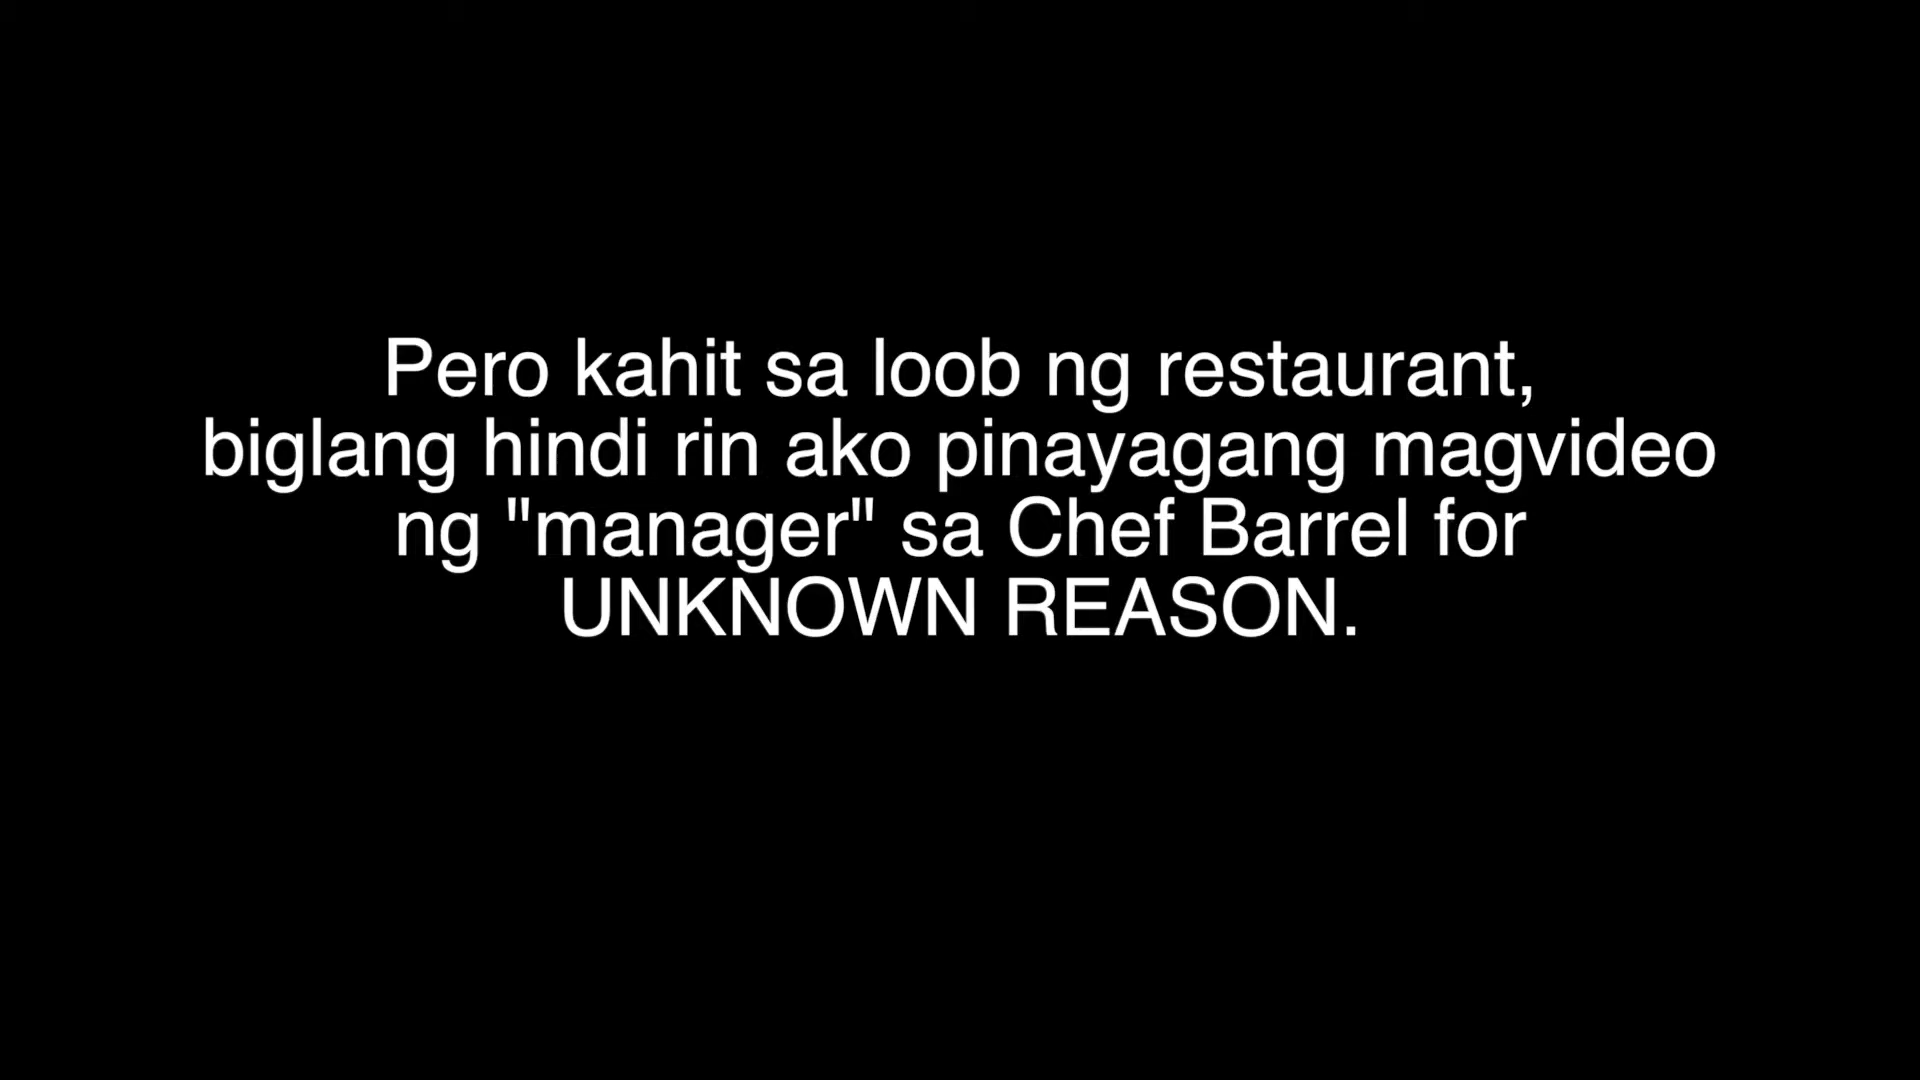 Pero kahit sa loob ng restaurant,
biglang hindi rin ako pinayagang magvideo
ng "manager" sa Chef Barrel for
UNKNOWN REASON.